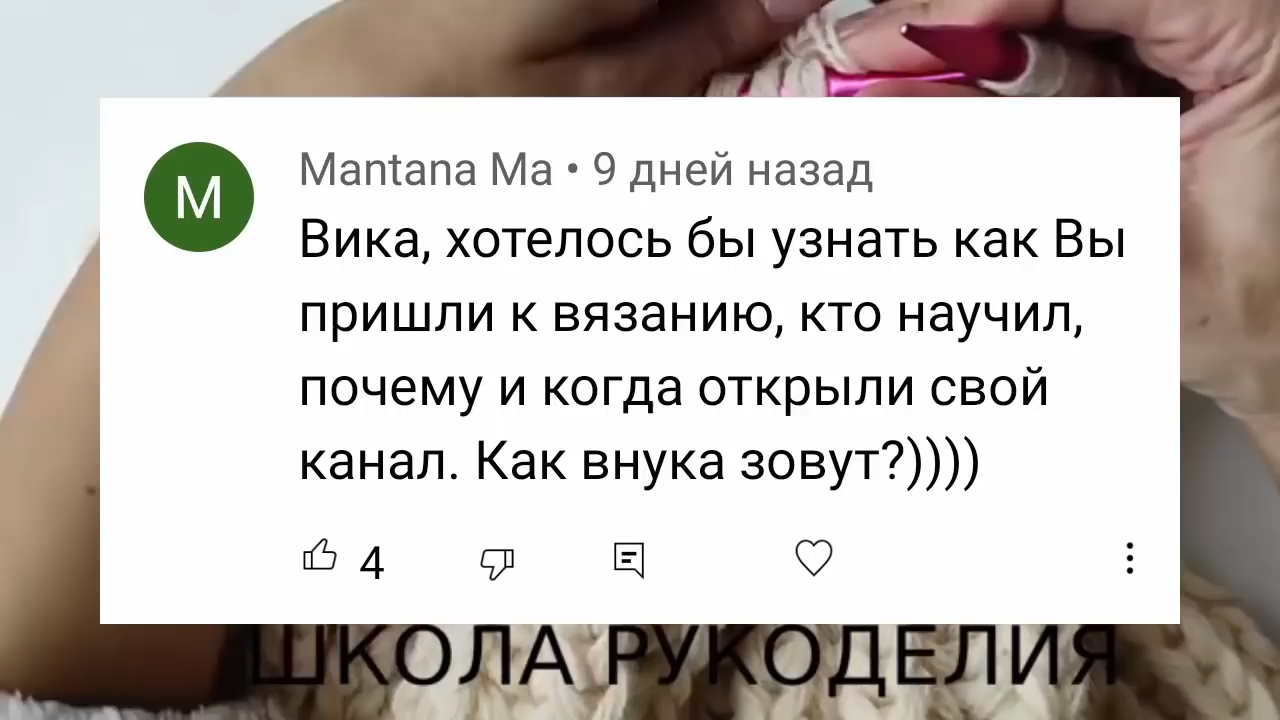 M
Mantana Ma • 9 дней назад
Вика, хотелось бы узнать как Вы
пришли к вязанию, кто научил,
почему и когда открыли свой
канал. Как внука зовут?))))
4
ШКОЛА РУКОДЕЛИЯ